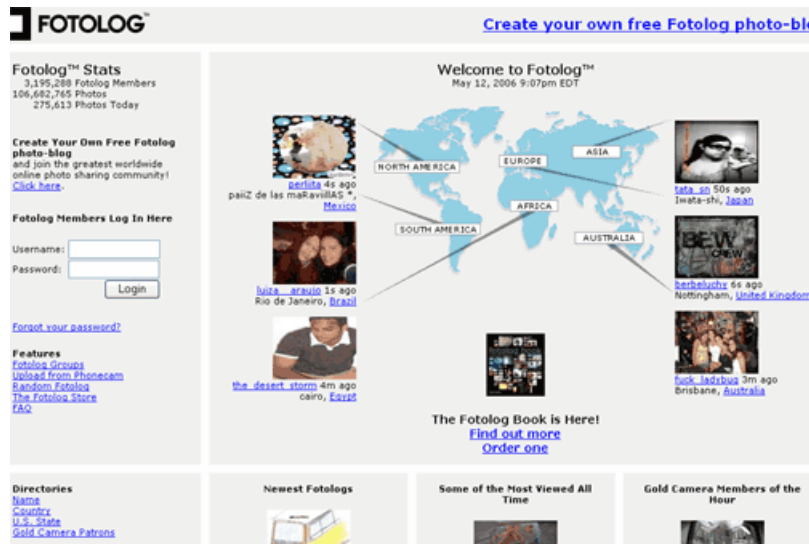 FOTOLOG™
Create your own free Fotolog photo-blo
Fotolog™ Stats
3,195,288 Fotolog Members
106,682,765 Photos
275,613 Photos Today
Create Your Own Free Fotolog
photo-blog
and join the greatest worldwide
online photo sharing community!
Click here.
Fotolog Members Log In Here
Username:
Password:
Login
Forgot your password?
Features
Fotolog Groups
Upload from Phonecam
Random Fotolog
The Fotolog Store
FAQ
Welcome to Fotolog™
May 12, 2006 9:07pm EDT
NORTH AMERICA
EUROPE
ASIA
AFRICA
SOUTH AMERICA
AUSTRALIA
perliita 4s ago
paiiZ de las maRaviillAS *,
Mexico
luiza__araujo 1s ago
Rio de Janeiro, Brazil
the_desert_storm 4m ago
cairo, Egypt
tata_sn 50s ago
Iwata-shi, Japan
BEW
CREW
berbeluchy 6s ago
Nottingham, United Kingdom
fuck_ladybug 3m ago
Brisbane, Australia
The Fotolog Book is Here!
Find out more
Order one
Directories
Name
Country
U.S. State
Gold Camera Patrons
Newest Fotologs
Some of the Most Viewed All
Time
Gold Camera Members of the
Hour